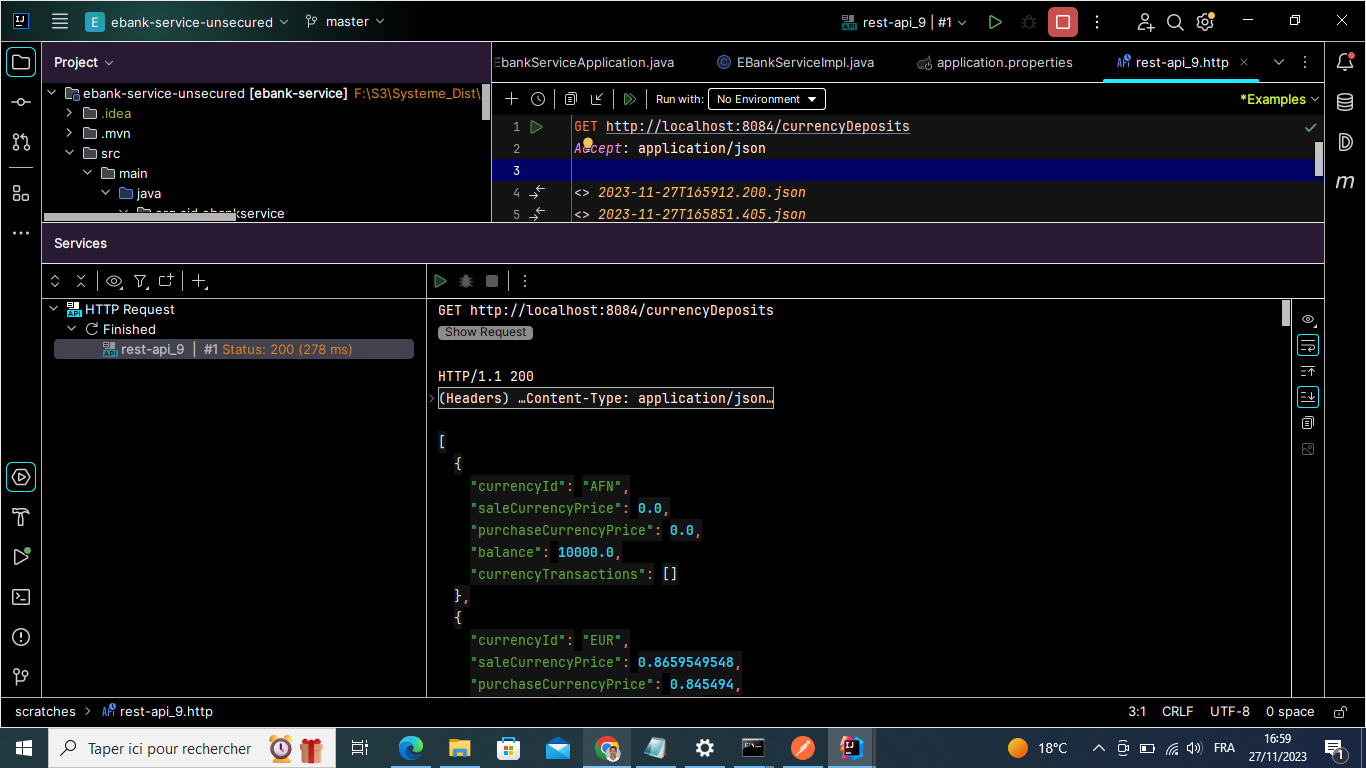 E ebank-service-unsecured master rest-api_9 | #1
Project
EbankServiceApplication.java EBankServiceImpl.java application.properties API rest-api_9.http
ebank-service-unsecured [ebank-service] F:\S3\Systeme_Dist\
.idea
.mvn
src
main
java
Run with: No Environment *Examples
1 GET http://localhost:8084/currencyDeposits
2 Accept: application/json
3
4 <> 2023-11-27T165912.200.json
5 <> 2023-11-27T165851.405.json
Services
API HTTP Request
Finished
API rest-api_9 | #1 Status: 200 (278 ms)
GET http://localhost:8084/currencyDeposits
Show Request
HTTP/1.1 200
(Headers) …Content-Type: application/json…
[
{
"currencyId": "AFN",
"saleCurrencyPrice": 0.0,
"purchaseCurrencyPrice": 0.0,
"balance": 10000.0,
"currencyTransactions": []
},
{
"currencyId": "EUR",
"saleCurrencyPrice": 0.8659549548,
"purchaseCurrencyPrice": 0.845494,
scratches > API rest-api_9.http 3:1 CRLF UTF-8 0 space
Taper ici pour rechercher 18°C FRA 16:59
27/11/2023 1